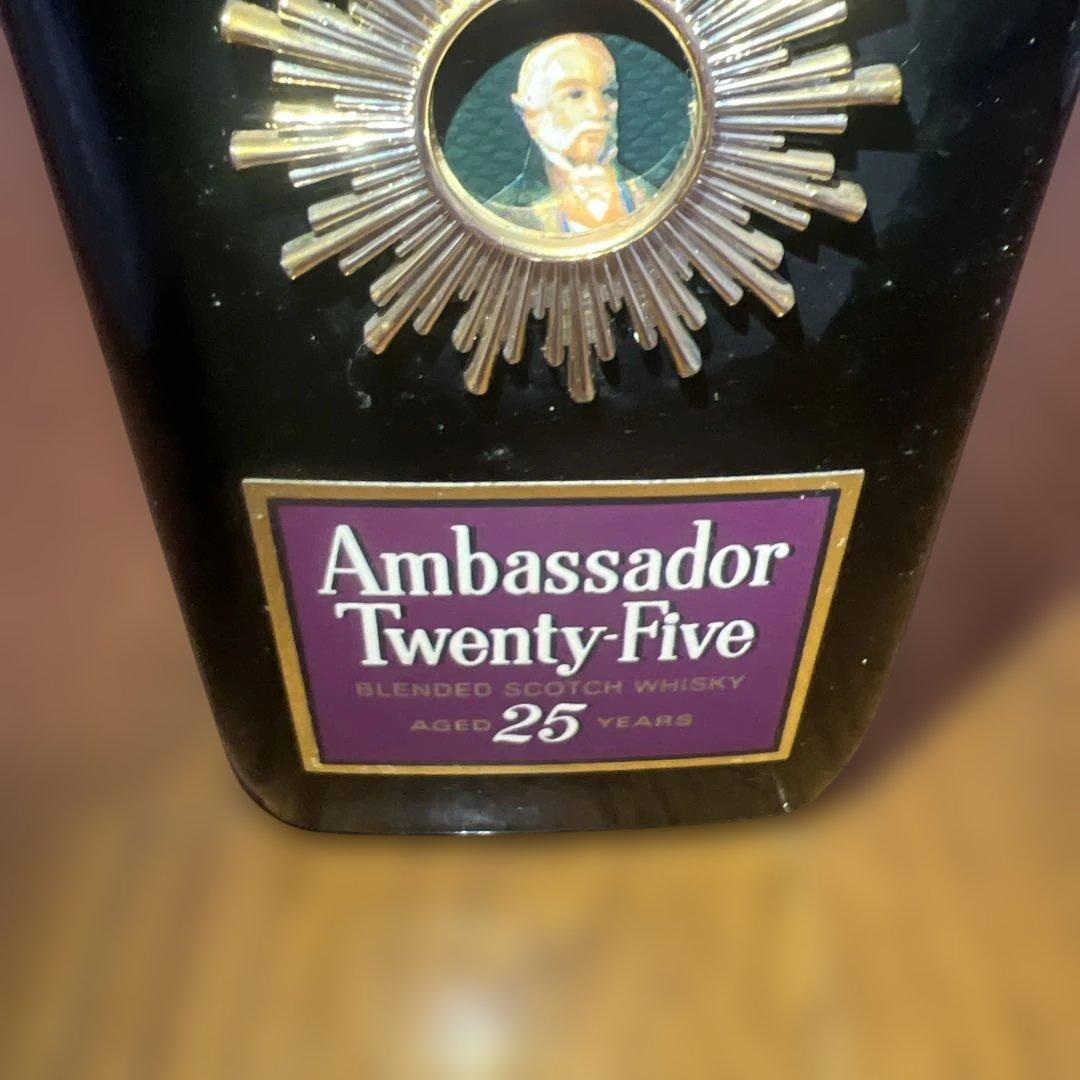 Ambassador
Twenty-Five
BLENDED SCOTCH WHISKY
AGED 25 YEARS